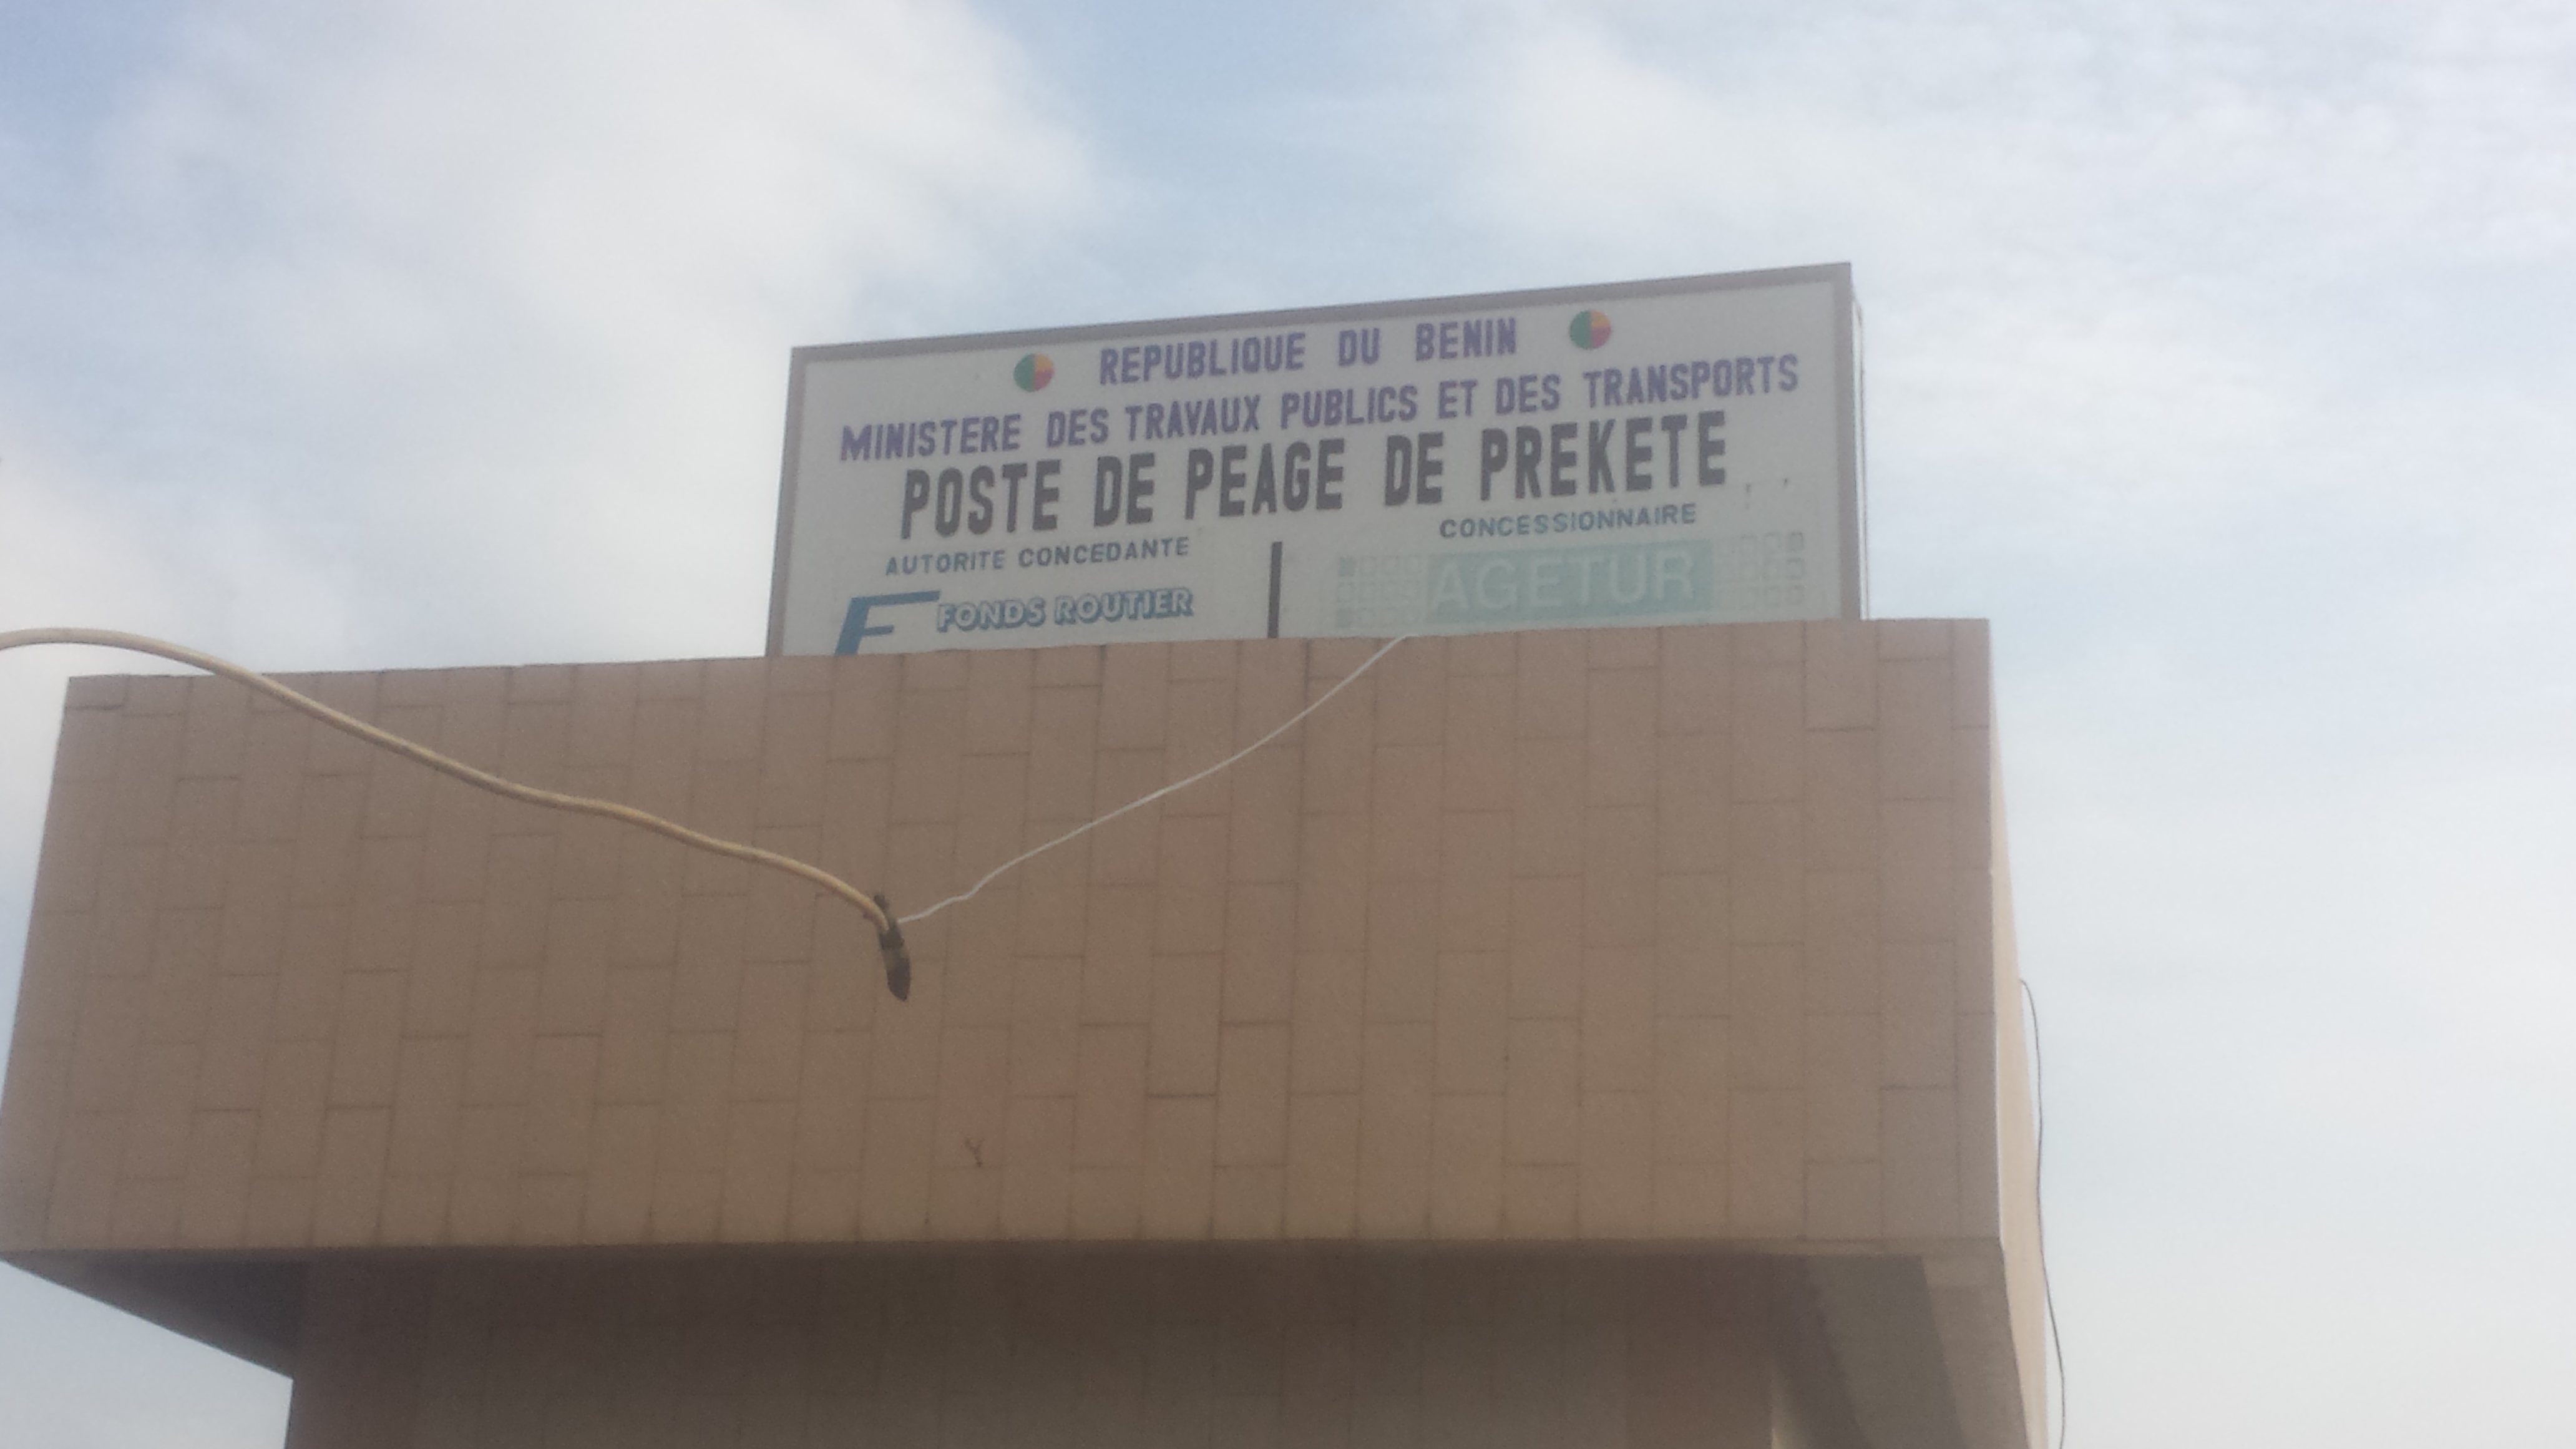 REPUBLIQUE DU BENIN
MINISTERE DES TRAVAUX PUBLICS ET DES TRANSPORTS
POSTE DE PEAGE DE PREKETE
AUTORITE CONCEDANTE
CONCESSIONNAIRE
FONDS ROUTIER
AGETUR